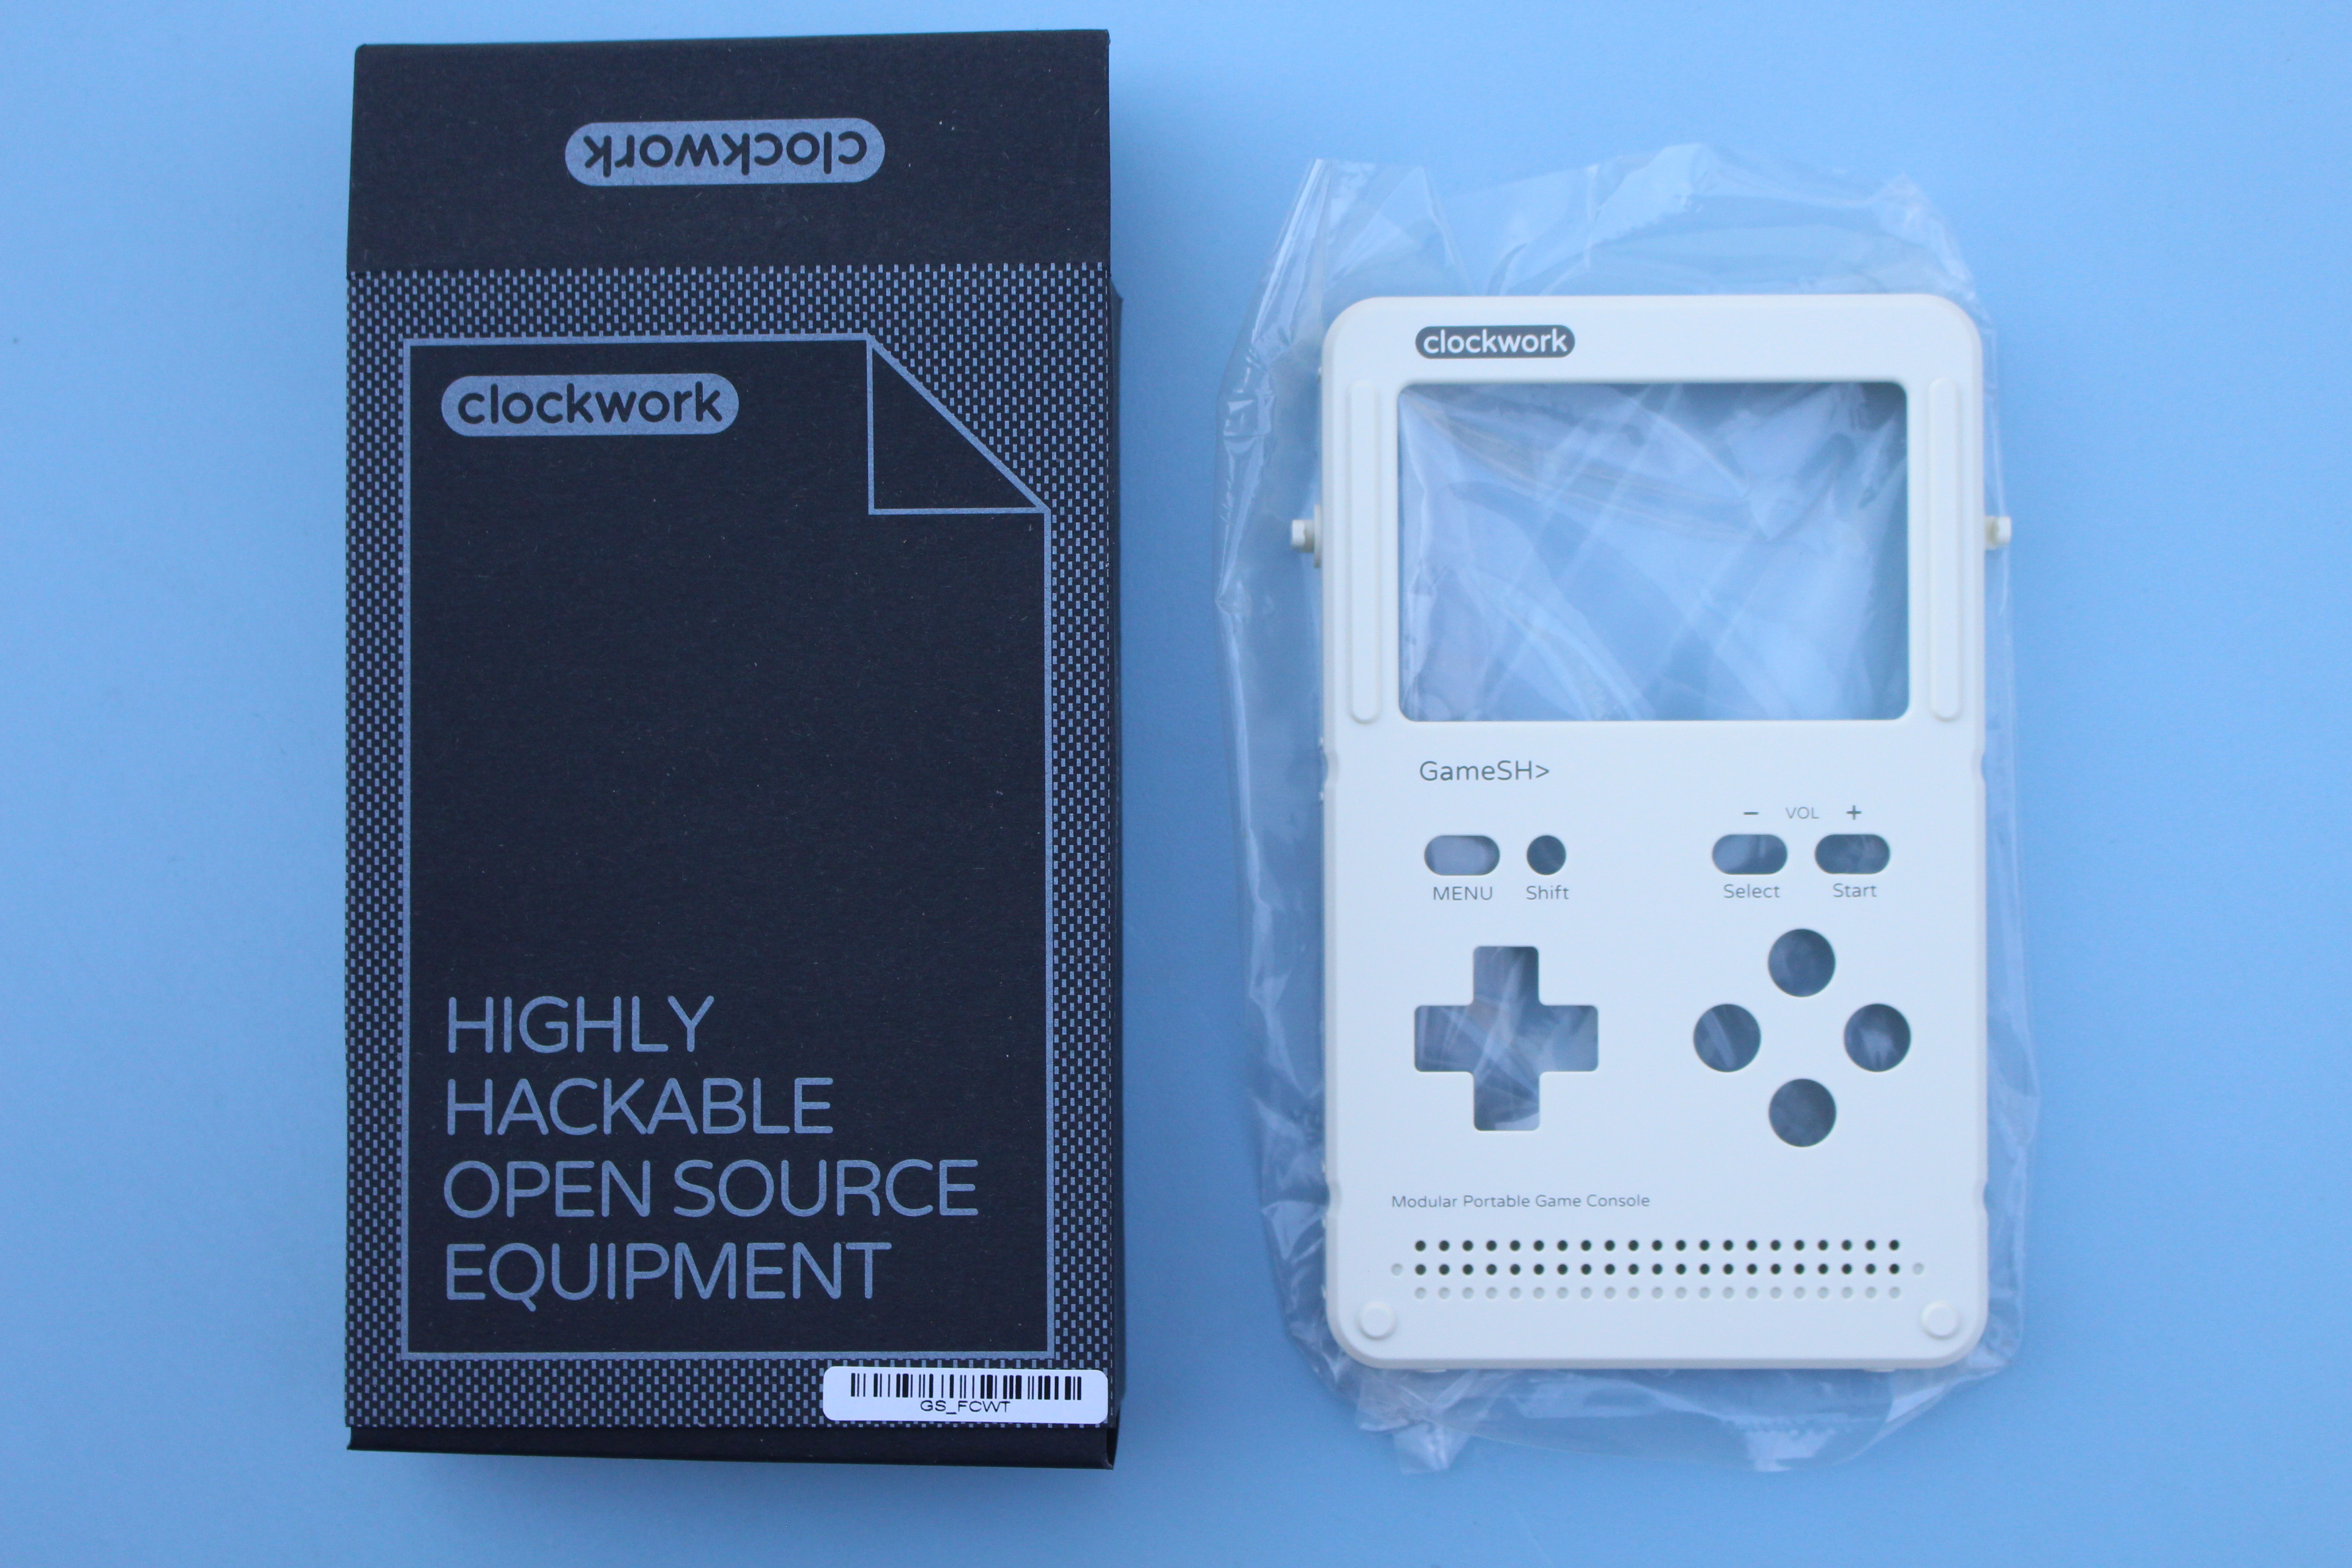 clockwork
clockwork
HIGHLY
HACKABLE
OPEN SOURCE
EQUIPMENT
GS_FCWT
clockwork
GameSH>
− VOL +
MENU Shift Select Start
Modular Portable Game Console